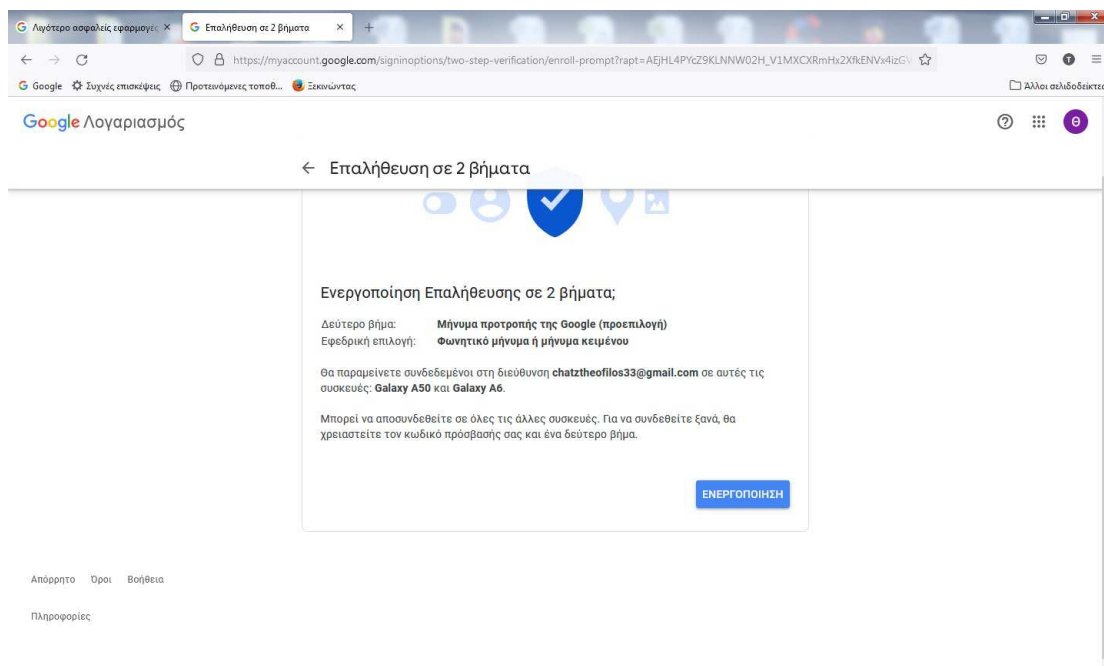 Λιγότερο ασφαλείς εφαρμογές
Επαλήθευση σε 2 βήματα
https://myaccount.google.com/signinoptions/two-step-verification/enroll-prompt?rapt=AEjHL4PYcZ9KLNNW02H_V1MXCXRmHx2XfkENVx4izGV
Google Συχνές επισκέψεις Προτεινόμενες τοποθ... Ξεκινώντας Άλλοι σελιδοδείκτες
Google Λογαριασμός Θ
Επαλήθευση σε 2 βήματα
Ενεργοποίηση Επαλήθευσης σε 2 βήματα;
Δεύτερο βήμα: Μήνυμα προτροπής της Google (προεπιλογή)
Εφεδρική επιλογή: Φωνητικό μήνυμα ή μήνυμα κειμένου
Θα παραμείνετε συνδεδεμένοι στη διεύθυνση chatztheofilos33@gmail.com σε αυτές τις
συσκευές: Galaxy A50 και Galaxy A6.
Μπορεί να αποσυνδεθείτε σε όλες τις άλλες συσκευές. Για να συνδεθείτε ξανά, θα
χρειαστείτε τον κωδικό πρόσβασής σας και ένα δεύτερο βήμα.
ΕΝΕΡΓΟΠΟΙΗΣΗ
Απόρρητο Όροι Βοήθεια
Πληροφορίες